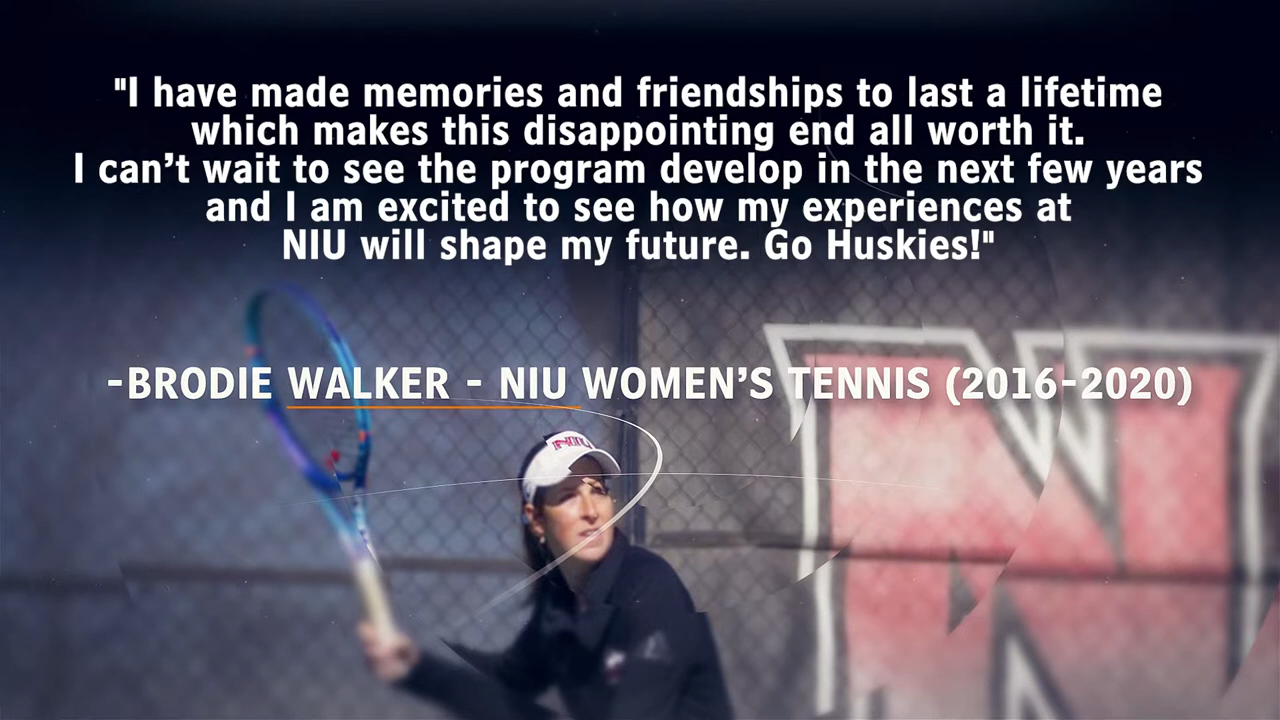 "I have made memories and friendships to last a lifetime
which makes this disappointing end all worth it.
I can’t wait to see the program develop in the next few years
and I am excited to see how my experiences at
NIU will shape my future. Go Huskies!"
-BRODIE WALKER - NIU WOMEN’S TENNIS (2016-2020)
NIU
N